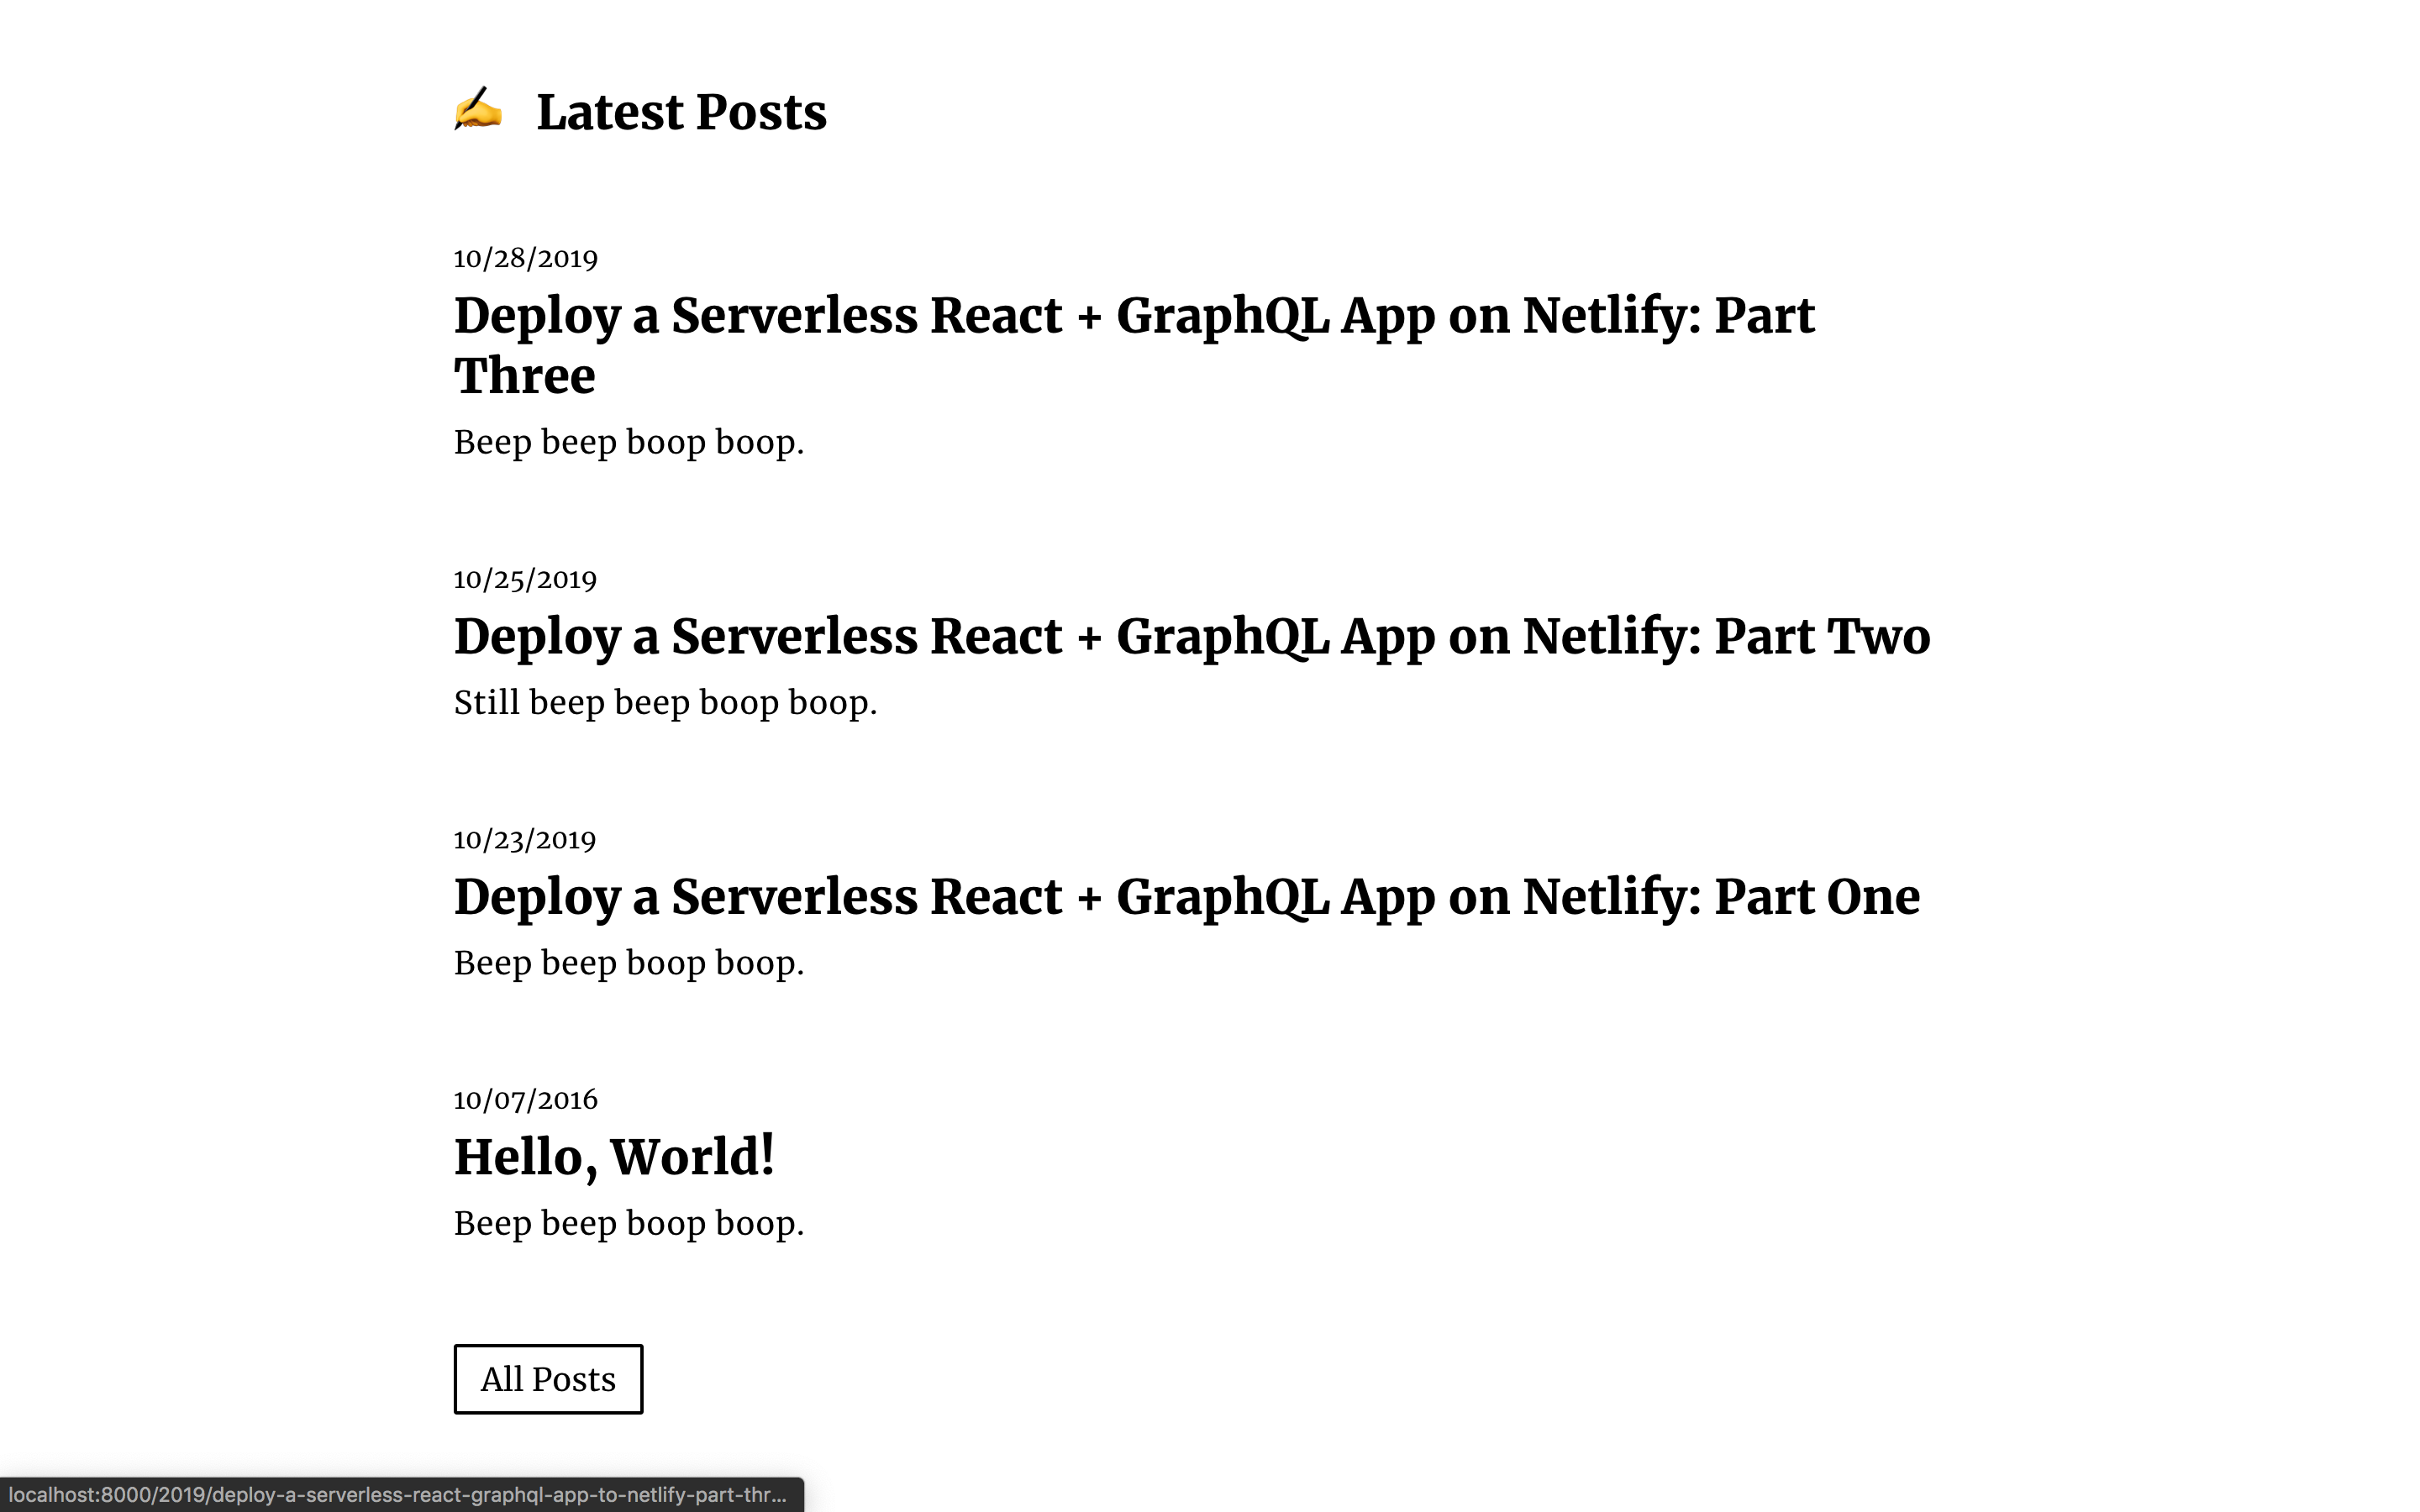 ✍️ Latest Posts
10/28/2019
Deploy a Serverless React + GraphQL App on Netlify: Part
Three
Beep beep boop boop.
10/25/2019
Deploy a Serverless React + GraphQL App on Netlify: Part Two
Still beep beep boop boop.
10/23/2019
Deploy a Serverless React + GraphQL App on Netlify: Part One
Beep beep boop boop.
10/07/2016
Hello, World!
Beep beep boop boop.
All Posts
localhost:8000/2019/deploy-a-serverless-react-graphql-app-to-netlify-part-thr...